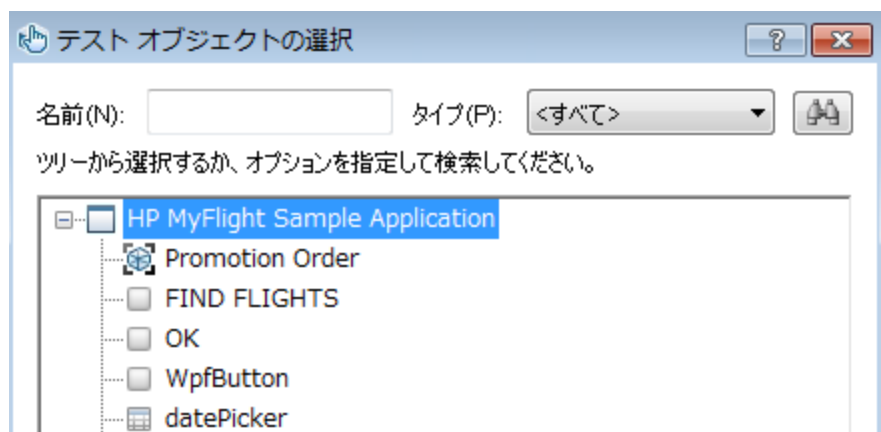 テスト オブジェクトの選択
名前(N): タイプ(P): <すべて>
ツリーから選択するか、オプションを指定して検索してください。
HP MyFlight Sample Application
Promotion Order
FIND FLIGHTS
OK
WpfButton
datePicker